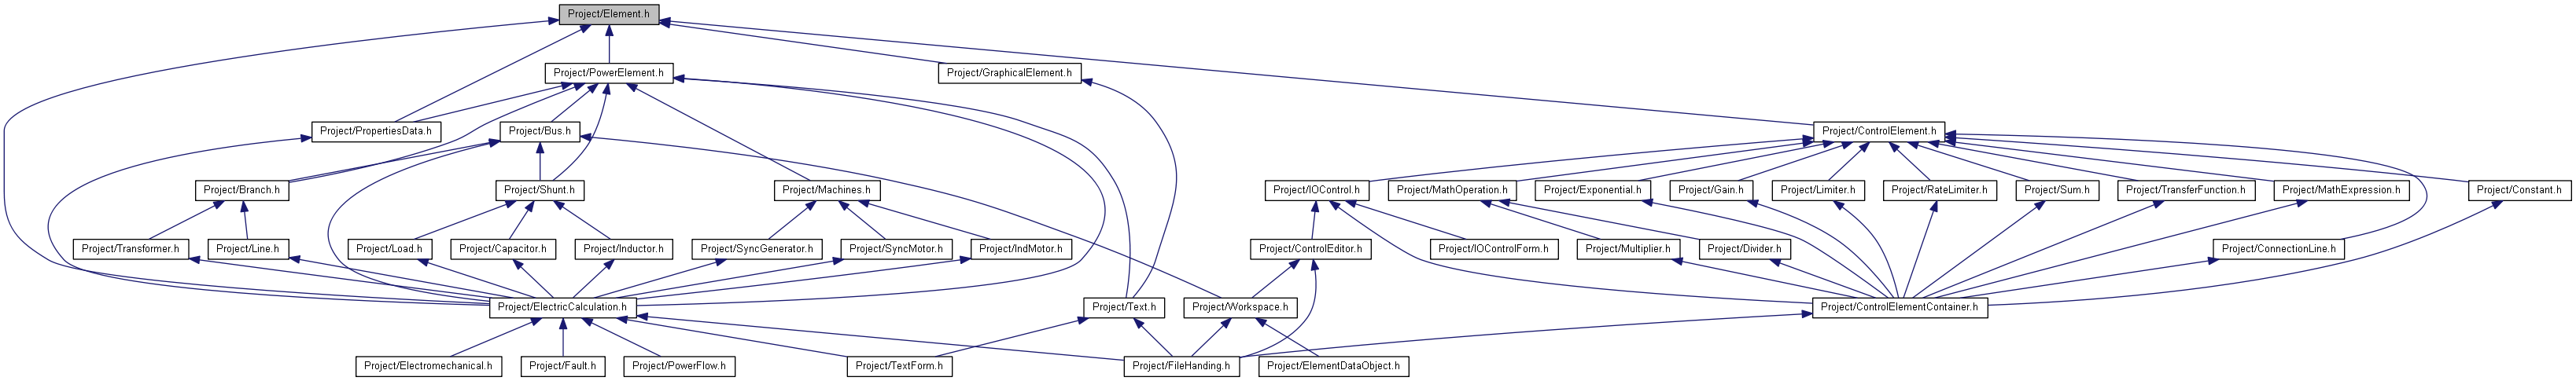 Project/Element.h
Project/PowerElement.h
Project/GraphicalElement.h
Project/PropertiesData.h
Project/Bus.h
Project/ControlElement.h
Project/Branch.h
Project/Shunt.h
Project/Machines.h
Project/IOControl.h
Project/MathOperation.h
Project/Exponential.h
Project/Gain.h
Project/Limiter.h
Project/RateLimiter.h
Project/Sum.h
Project/TransferFunction.h
Project/MathExpression.h
Project/Constant.h
Project/Transformer.h
Project/Line.h
Project/Load.h
Project/Capacitor.h
Project/Inductor.h
Project/SyncGenerator.h
Project/SyncMotor.h
Project/IndMotor.h
Project/ControlEditor.h
Project/IOControlForm.h
Project/Multiplier.h
Project/Divider.h
Project/ConnectionLine.h
Project/ElectricCalculation.h
Project/Text.h
Project/Workspace.h
Project/ControlElementContainer.h
Project/Electromechanical.h
Project/Fault.h
Project/PowerFlow.h
Project/TextForm.h
Project/FileHanding.h
Project/ElementDataObject.h